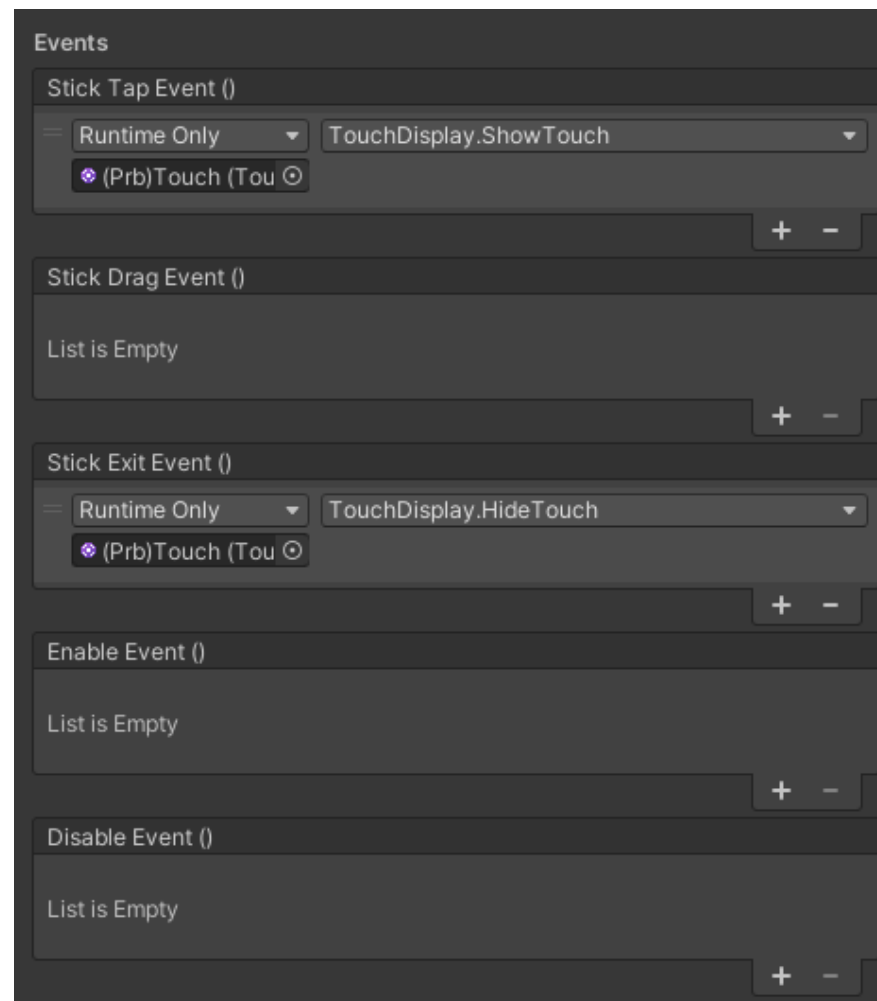 Events
Stick Tap Event ()
Runtime Only TouchDisplay.ShowTouch
(Prb)Touch (Tou
+ -
Stick Drag Event ()
List is Empty
+ -
Stick Exit Event ()
Runtime Only TouchDisplay.HideTouch
(Prb)Touch (Tou
+ -
Enable Event ()
List is Empty
+ -
Disable Event ()
List is Empty
+ -